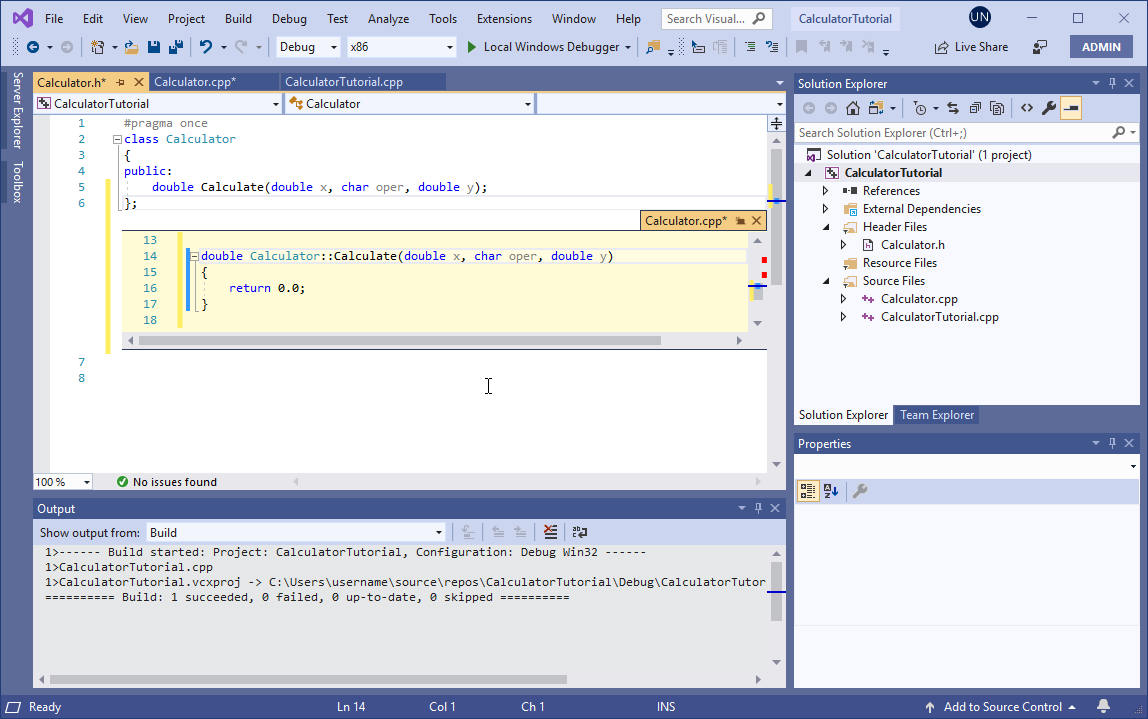 File Edit View Project Build Debug Test Analyze Tools Extensions Window Help Search Visual... CalculatorTutorial UN
Debug x86 Local Windows Debugger Live Share ADMIN
Server Explorer
Toolbox
Calculator.h* Calculator.cpp* CalculatorTutorial.cpp
CalculatorTutorial Calculator
1 #pragma once
2 class Calculator
3 {
4 public:
5 double Calculate(double x, char oper, double y);
6 };
Calculator.cpp*
13
14 double Calculator::Calculate(double x, char oper, double y)
15 {
16 return 0.0;
17 }
18
7
8
100 % No issues found
Output
Show output from: Build
1>------ Build started: Project: CalculatorTutorial, Configuration: Debug Win32 ------
1>CalculatorTutorial.cpp
1>CalculatorTutorial.vcxproj -> C:\Users\username\source\repos\CalculatorTutorial\Debug\CalculatorTutor
========== Build: 1 succeeded, 0 failed, 0 up-to-date, 0 skipped ==========
Solution Explorer
Search Solution Explorer (Ctrl+;)
Solution 'CalculatorTutorial' (1 project)
CalculatorTutorial
References
External Dependencies
Header Files
Calculator.h
Resource Files
Source Files
Calculator.cpp
CalculatorTutorial.cpp
Solution Explorer Team Explorer
Properties
Ready Ln 14 Col 1 Ch 1 INS Add to Source Control